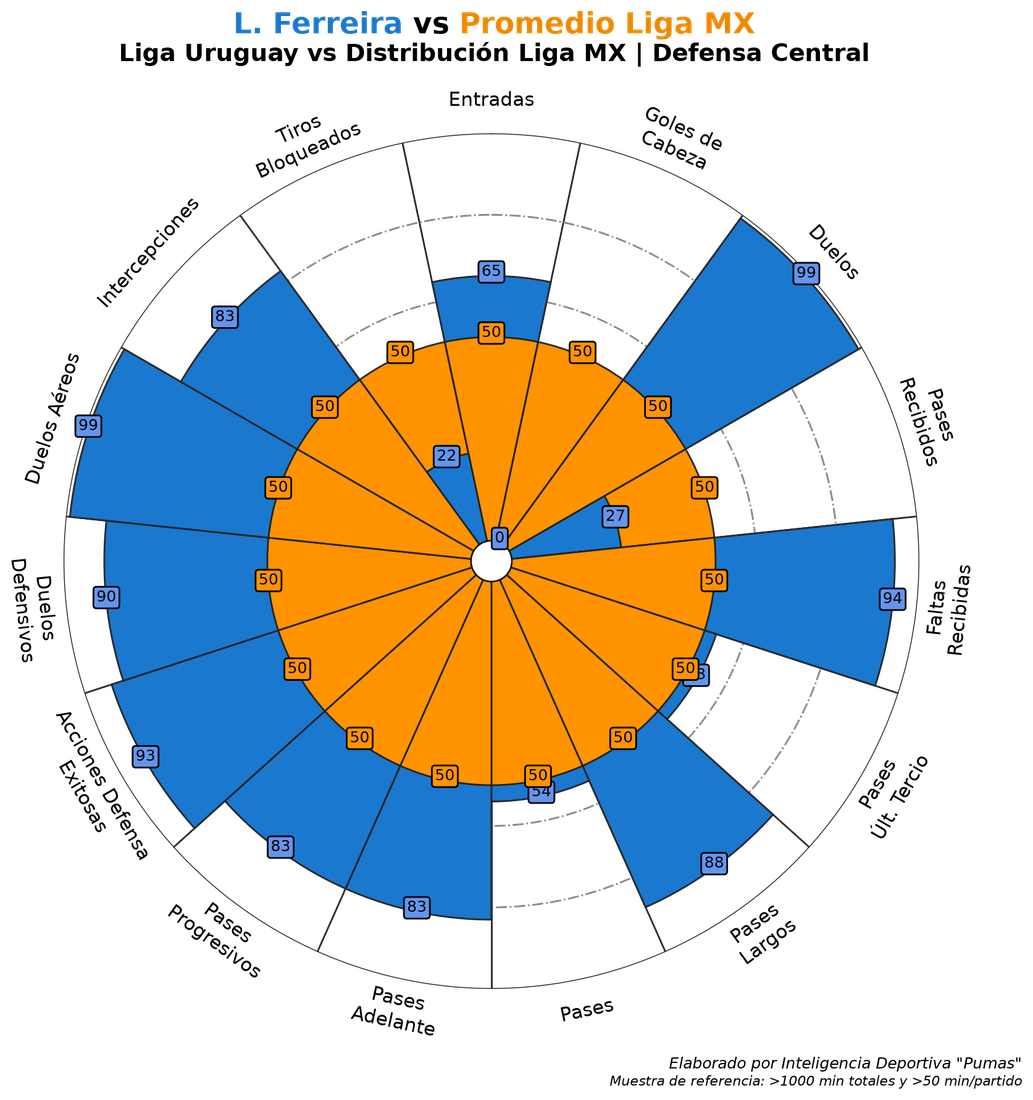 L. Ferreira vs Promedio Liga MX
Liga Uruguay vs Distribución Liga MX | Defensa Central
Entradas
Goles de
Cabeza
Duelos
Pases
Recibidos
Faltas
Recibidas
Pases
Últ. Tercio
Pases
Largos
Pases
Pases
Adelante
Pases
Progresivos
Acciones Defensa
Exitosas
Duelos
Defensivos
Duelos Aéreos
Intercepciones
Tiros
Bloqueados
65
50
0
50
99
50
27
50
94
50
50
88
50
54
50
83
50
83
50
93
50
90
50
99
50
83
50
22
50
Elaborado por Inteligencia Deportiva "Pumas"
Muestra de referencia: >1000 min totales y >50 min/partido